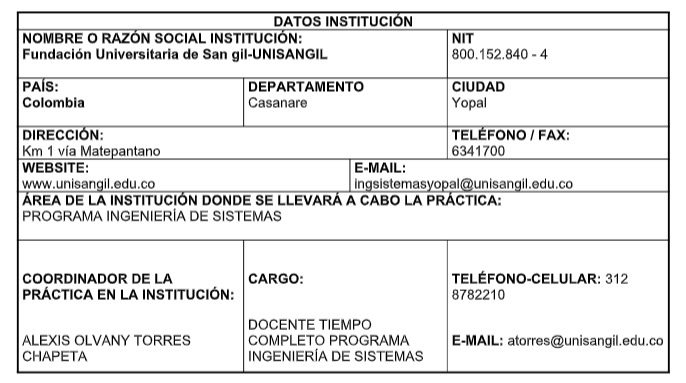 DATOS INSTITUCIÓN
NOMBRE O RAZÓN SOCIAL INSTITUCIÓN:
Fundación Universitaria de San gil-UNISANGIL
NIT
800.152.840 - 4
PAÍS:
Colombia
DEPARTAMENTO
Casanare
CIUDAD
Yopal
DIRECCIÓN:
Km 1 vía Matepantano
TELÉFONO / FAX:
6341700
WEBSITE:
www.unisangil.edu.co
E-MAIL:
ingsistemasyopal@unisangil.edu.co
ÁREA DE LA INSTITUCIÓN DONDE SE LLEVARÁ A CABO LA PRÁCTICA:
PROGRAMA INGENIERÍA DE SISTEMAS
COORDINADOR DE LA
PRÁCTICA EN LA INSTITUCIÓN:
ALEXIS OLVANY TORRES
CHAPETA
CARGO:
DOCENTE TIEMPO
COMPLETO PROGRAMA
INGENIERÍA DE SISTEMAS
TELÉFONO-CELULAR: 312
8782210
E-MAIL: atorres@unisangil.edu.co